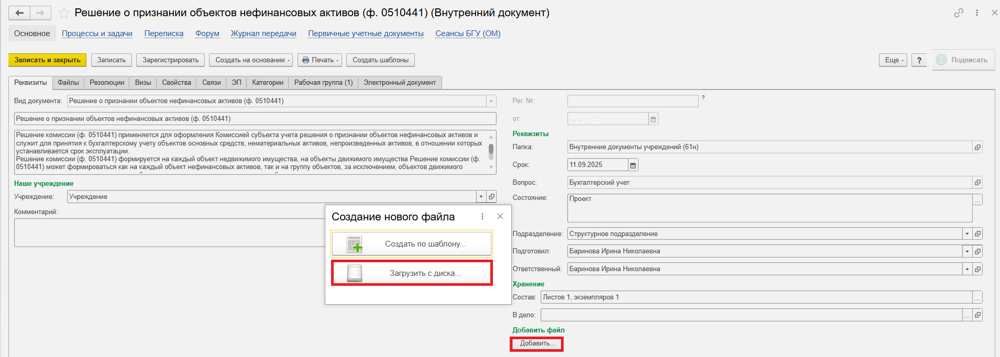 Решение о признании объектов нефинансовых активов (ф. 0510441) (Внутренний документ)
Основное Процессы и задачи Переписка Форум Журнал передачи Первичные учетные документы Сеансы БГУ (ОМ)
Записать и закрыть Записать Зарегистрировать Создать на основании Печать Создать шаблоны Еще ? Подписать
Реквизиты Файлы Резолюции Визы Свойства Связи ЭП Категории Рабочая группа (1) Электронный документ
Вид документа: Решение о признании объектов нефинансовых активов (ф. 0510441)
Решение о признании объектов нефинансовых активов (ф. 0510441)
Решение комиссии (ф. 0510441) применяется для оформления Комиссией субъекта учета решения о признании объектов нефинансовых активов и
служит для принятия к бухгалтерскому учету объектов основных средств, нематериальных активов, непроизведенных активов, в отношении которых
устанавливается срок эксплуатации.
Решение комиссии (ф. 0510441) формируется на каждый объект недвижимого имущества, на объекты движимого имущества Решение комиссии (ф.
0510441) может формироваться как на каждый объект нефинансовых активов, так и на группу объектов, за исключением, объектов движимого
Наше учреждение
Учреждение: Учреждение
Комментарий:
Создание нового файла
Создать по шаблону...
Загрузить с диска...
Рег. №: ?
от: . . :
Реквизиты
Папка: Внутренние документы учреждений (61н)
Срок: 11.09.2025
Вопрос: Бухгалтерский учет
Состояние: Проект ...
Подразделение: Структурное подразделение
Подготовил: Баринова Ирина Николаевна
Ответственный: Баринова Ирина Николаевна
Хранение
Состав: Листов 1, экземпляров 1 ...
В дело: ...
Добавить файл
Добавить...